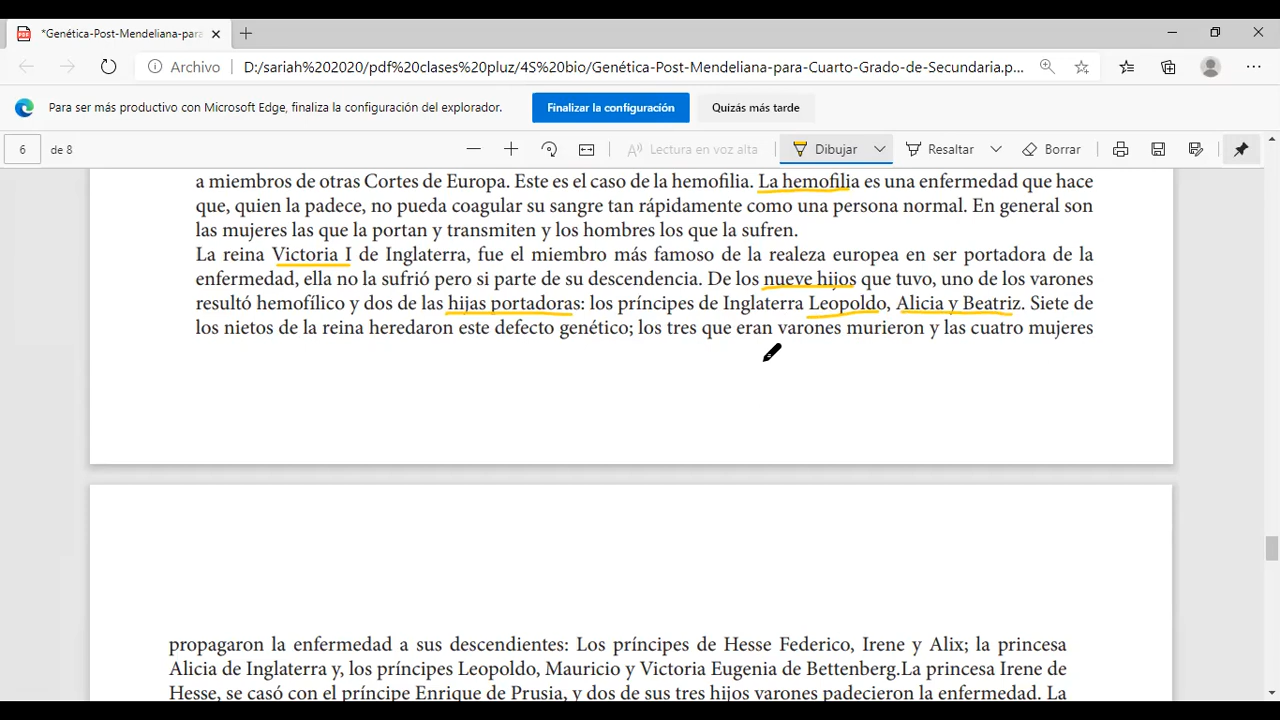 *Genética-Post-Mendeliana-para
Archivo D:/sariah%202020/pdf%20clases%20pluz/4S%20bio/Genética-Post-Mendeliana-para-Cuarto-Grado-de-Secundaria.p...
Para ser más productivo con Microsoft Edge, finaliza la configuración del explorador. Finalizar la configuración Quizás más tarde
6 de 8 Lectura en voz alta Dibujar Resaltar Borrar
a miembros de otras Cortes de Europa. Este es el caso de la hemofilia. La hemofilia es una enfermedad que hace
que, quien la padece, no pueda coagular su sangre tan rápidamente como una persona normal. En general son
las mujeres las que la portan y transmiten y los hombres los que la sufren.
La reina Victoria I de Inglaterra, fue el miembro más famoso de la realeza europea en ser portadora de la
enfermedad, ella no la sufrió pero si parte de su descendencia. De los nueve hijos que tuvo, uno de los varones
resultó hemofílico y dos de las hijas portadoras: los príncipes de Inglaterra Leopoldo, Alicia y Beatriz. Siete de
los nietos de la reina heredaron este defecto genético; los tres que eran varones murieron y las cuatro mujeres
propagaron la enfermedad a sus descendientes: Los príncipes de Hesse Federico, Irene y Alix; la princesa
Alicia de Inglaterra y, los príncipes Leopoldo, Mauricio y Victoria Eugenia de Bettenberg.La princesa Irene de
Hesse, se casó con el príncipe Enrique de Prusia, y dos de sus tres hijos varones padecieron la enfermedad. La